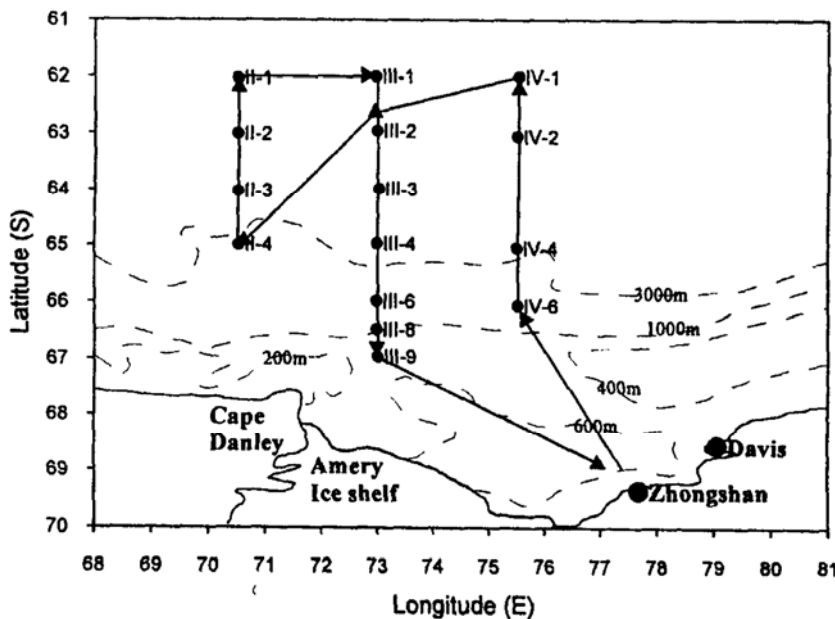 61
62
63
64
65
66
67
68
69
70
Latitude (S)
II-1
III-1
IV-1
II-2
III-2
IV-2
II-3
III-3
II-4
III-4
IV-4
III-6
IV-6
III-8
III-9
3000m
1000m
200m
400m
600m
Cape
Danley
Amery
Ice shelf
Davis
Zhongshan
68 69 70 71 72 73 74 75 76 77 78 79 80 81
Longitude (E)